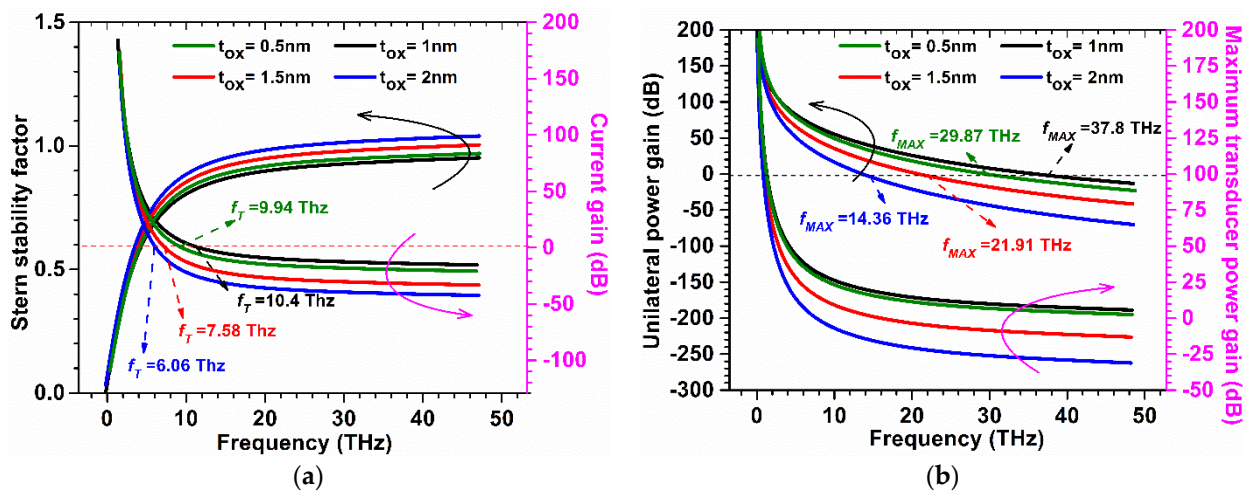 1.5
1.0
0.5
0.0
Stern stability factor
t_ox= 0.5nm
t_ox= 1nm
t_ox= 1.5nm
t_ox= 2nm
f_T =9.94 Thz
f_T =10.4 Thz
f_T =7.58 Thz
f_T =6.06 Thz
200
150
100
50
0
-50
-100
Current gain (dB)
0
10
20
30
40
50
Frequency (THz)
(a)
200
150
100
50
0
-50
-100
-150
-200
-250
-300
Unilateral power gain (dB)
t_ox= 0.5nm
t_ox= 1nm
t_ox= 1.5nm
t_ox= 2nm
f_MAX =29.87 THz
f_MAX =37.8 THz
f_MAX =14.36 THz
f_MAX =21.91 THz
200
150
100
50
0
-50
Maximum transducer power gain (dB)
0
10
20
30
40
50
Frequency (THz)
(b)